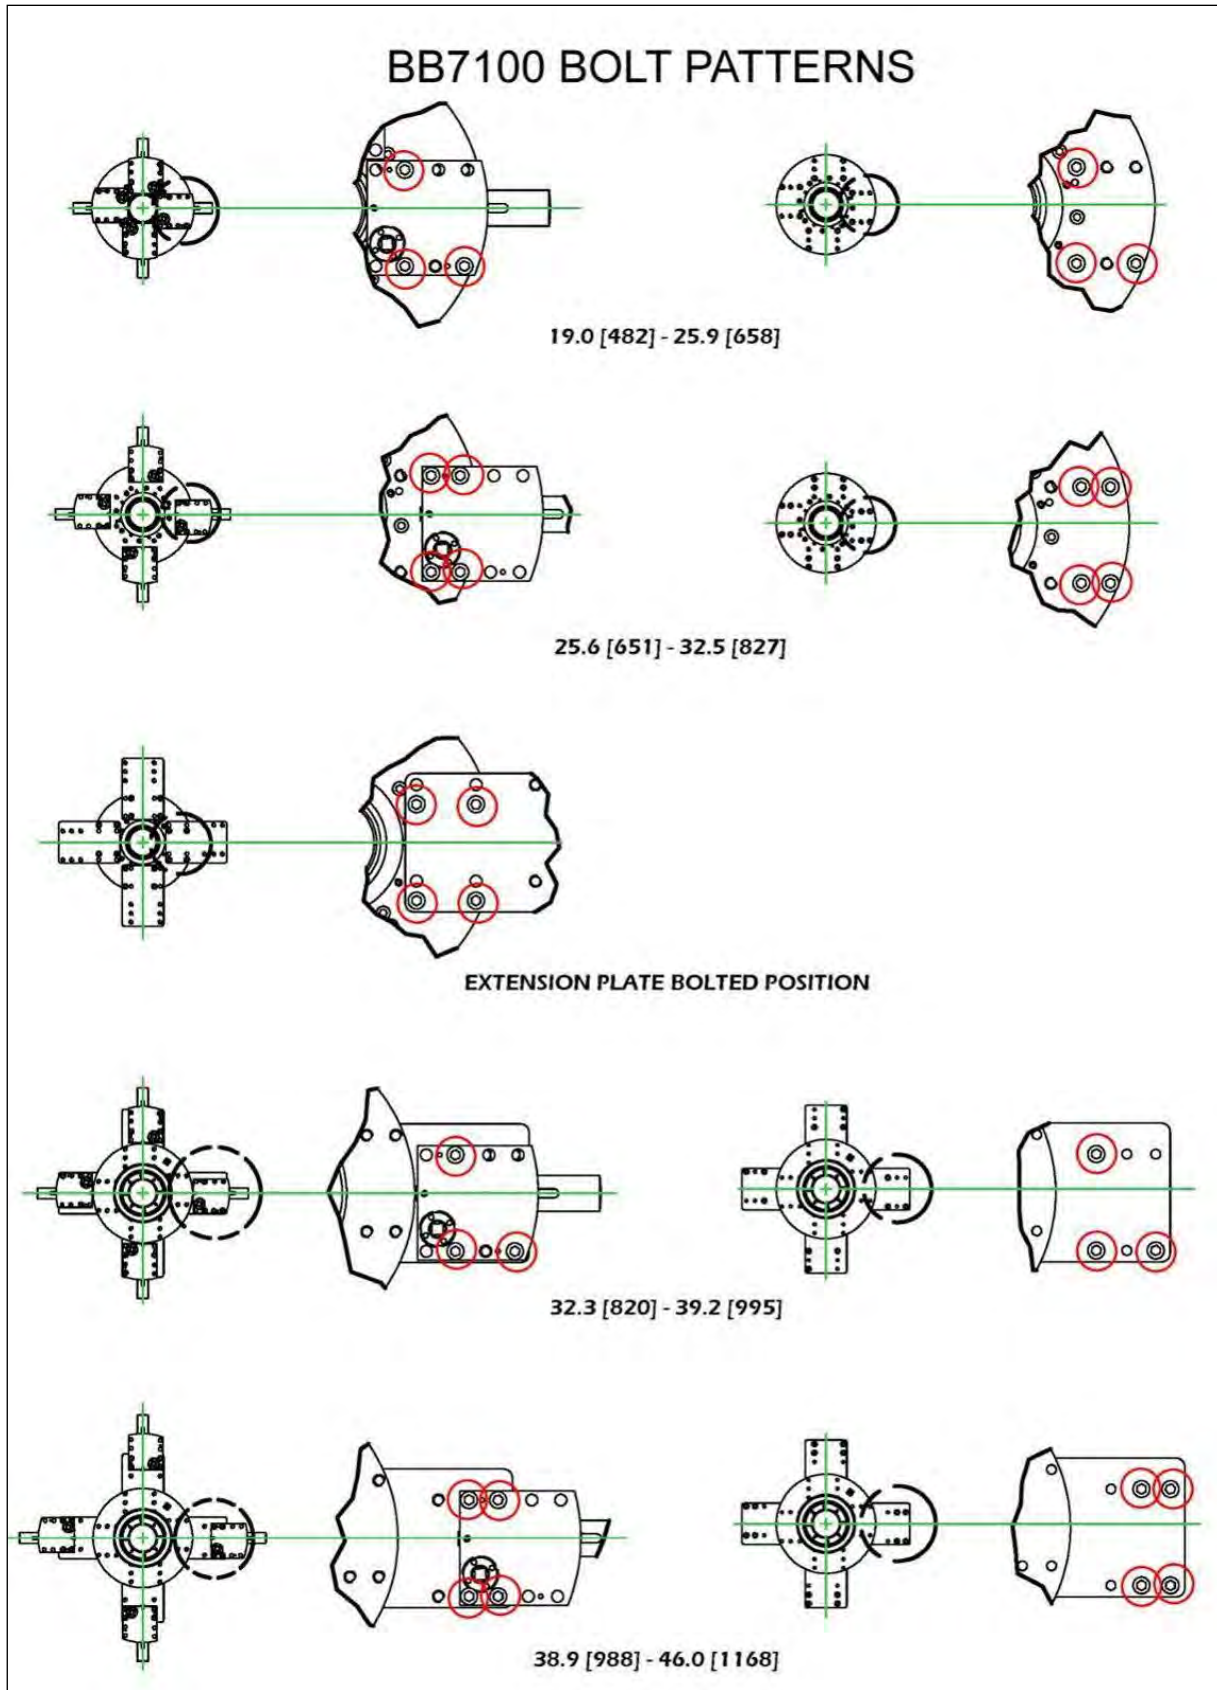 BB7100 BOLT PATTERNS
19.0 [482] - 25.9 [658]
25.6 [651] - 32.5 [827]
EXTENSION PLATE BOLTED POSITION
32.3 [820] - 39.2 [995]
38.9 [988] - 46.0 [1168]